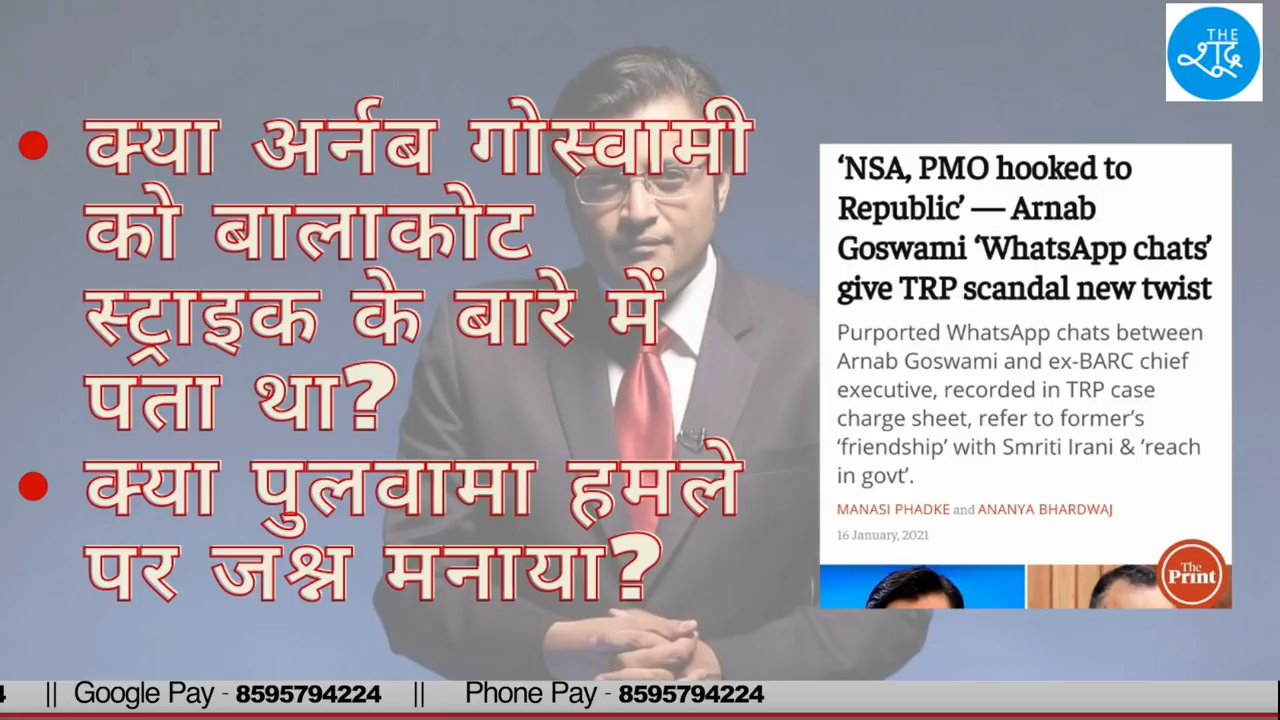 THE
शब्द
• क्या अर्नब गोस्वामी
को बालाकोट
स्ट्राइक के बारे में
पता था?
• क्या पुलवामा हमले
पर जश्न मनाया?
‘NSA, PMO hooked to
Republic’ — Arnab
Goswami ‘WhatsApp chats’
give TRP scandal new twist
Purported WhatsApp chats between
Arnab Goswami and ex-BARC chief
executive, recorded in TRP case
charge sheet, refer to former’s
‘friendship’ with Smriti Irani & ‘reach
in govt’.
MANASI PHADKE and ANANYA BHARDWAJ
16 January, 2021
The
Print
4 || Google Pay - 8595794224 || Phone Pay - 8595794224